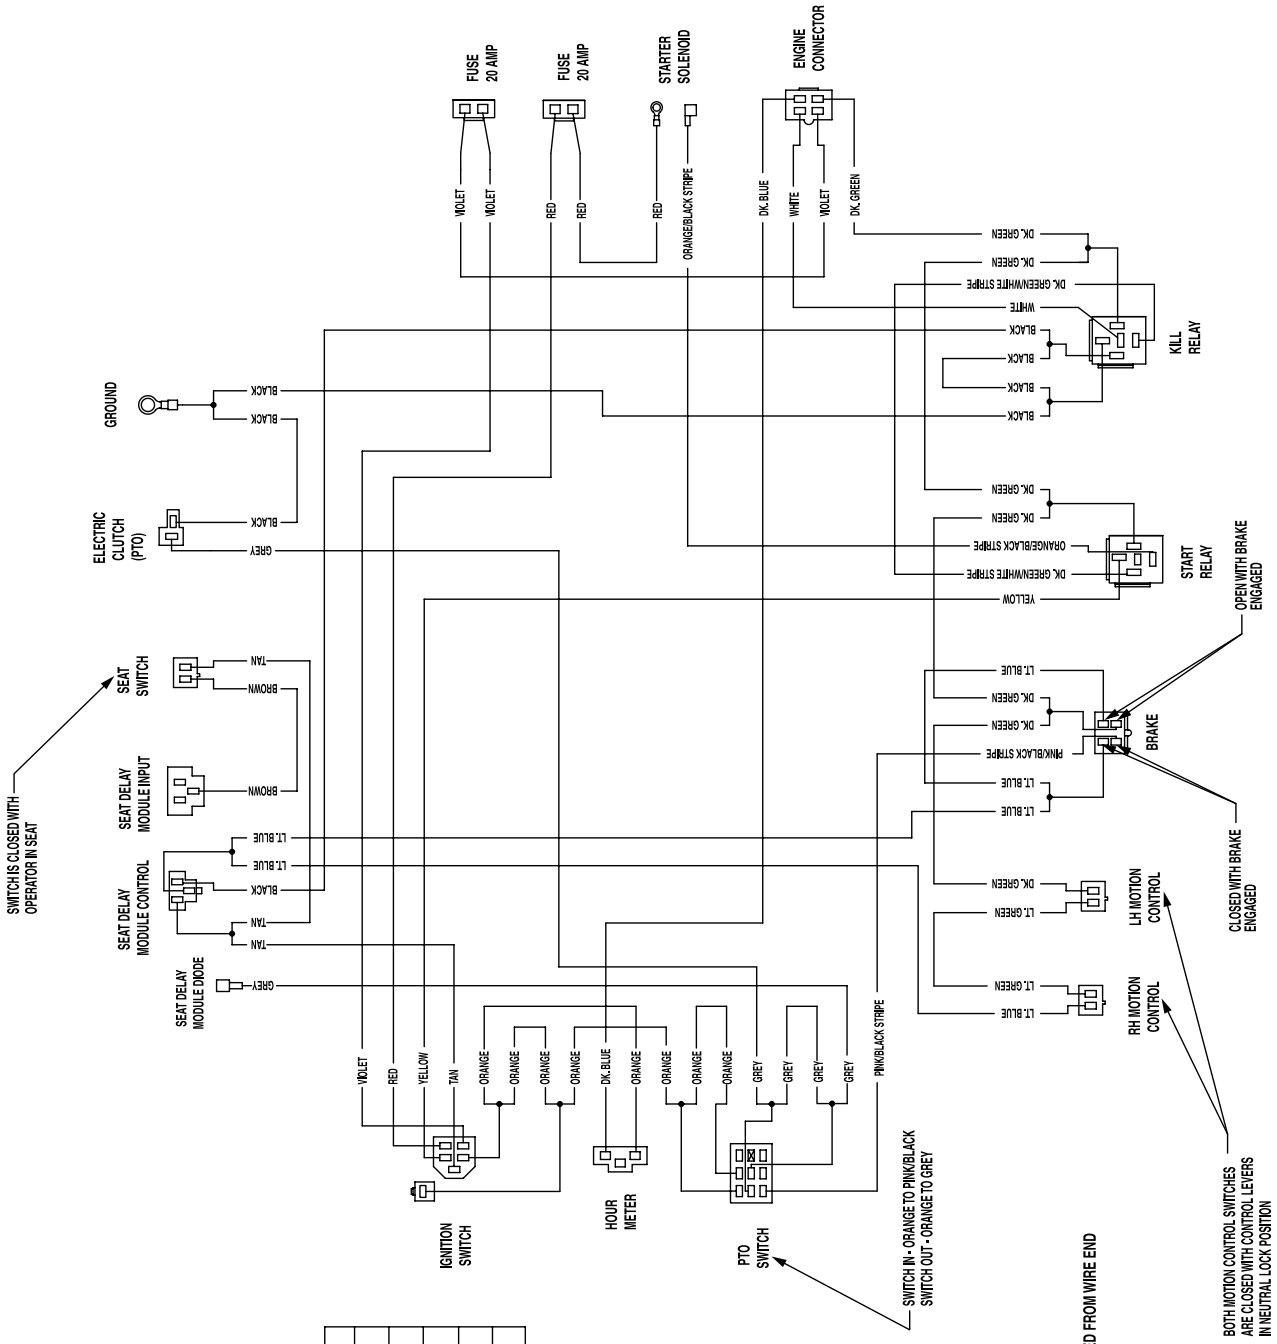 FUSE
20 AMP
FUSE
20 AMP
STARTER
SOLENOID
ENGINE
CONNECTOR
VIOLET
VIOLET
RED
RED
RED
ORANGE/BLACK STRIPE
DK. BLUE
WHITE
VIOLET
DK. GREEN
DK. GREEN
DK. GREEN
DK. GREEN/WHITE STRIPE
WHITE
BLACK
BLACK
BLACK
BLACK
KILL
RELAY
GROUND
BLACK
BLACK
ELECTRIC
CLUTCH
(PTO)
BLACK
GREY
DK. GREEN
DK. GREEN
ORANGE/BLACK STRIPE
DK. GREEN/WHITE STRIPE
YELLOW
START
RELAY
OPEN WITH BRAKE
ENGAGED
SEAT
SWITCH
TAN
BROWN
LT. BLUE
DK. GREEN
DK. GREEN
PINK/BLACK STRIPE
LT. BLUE
LT. BLUE
BRAKE
SWITCH IS CLOSED WITH
OPERATOR IN SEAT
SEAT DELAY
MODULE INPUT
BROWN
SEAT DELAY
MODULE CONTROL
LT. BLUE
LT. BLUE
BLACK
TAN
TAN
CLOSED WITH BRAKE
ENGAGED
DK. GREEN
LT. GREEN
LH MOTION
CONTROL
SEAT DELAY
MODULE DIODE
GREY
LT. GREEN
LT. BLUE
RH MOTION
CONTROL
VIOLET
RED
YELLOW
TAN
ORANGE
ORANGE
ORANGE
ORANGE
DK. BLUE
ORANGE
ORANGE
ORANGE
ORANGE
GREY
GREY
GREY
GREY
PINK/BLACK STRIPE
IGNITION
SWITCH
HOUR
METER
PTO
SWITCH
SWITCH IN - ORANGE TO PINK/BLACK
SWITCH OUT - ORANGE TO GREY
D FROM WIRE END
BOTH MOTION CONTROL SWITCHES
ARE CLOSED WITH CONTROL LEVERS
IN NEUTRAL LOCK POSITION